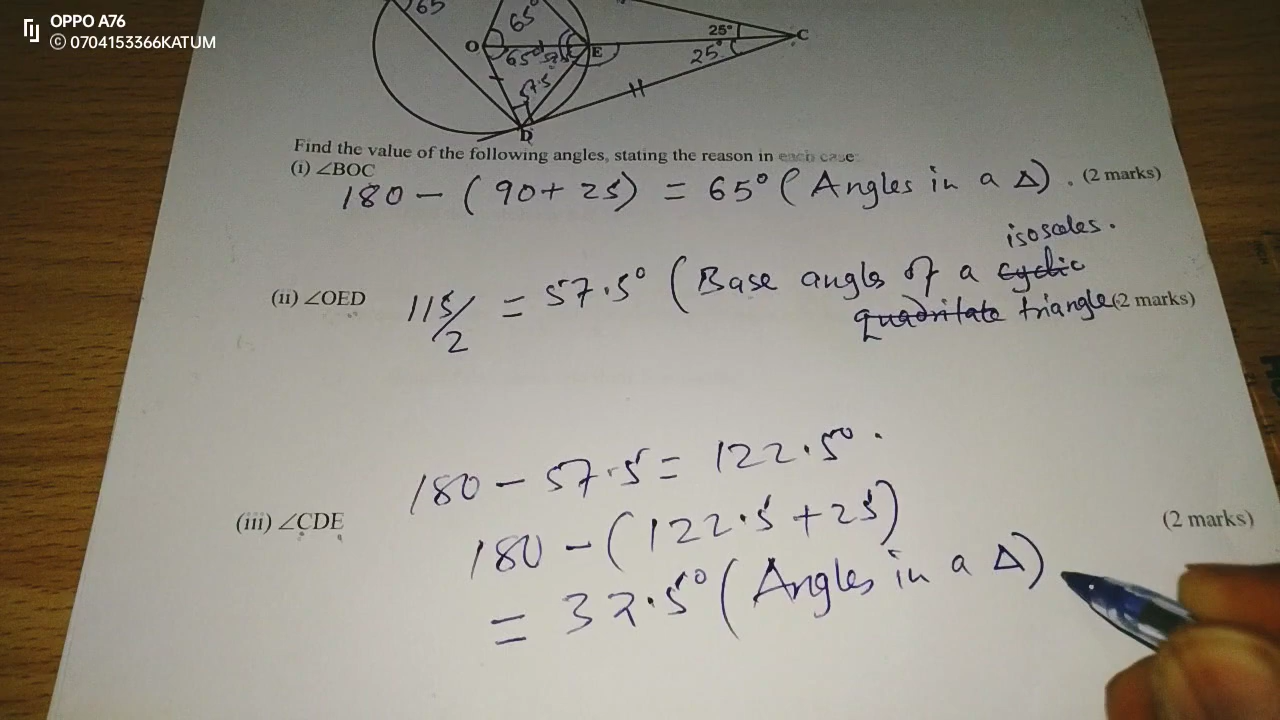 OPPO A76
© 0704153366KATUM
65
65°
25°
C
O
65°
E
25°
57.5
D
Find the value of the following angles, stating the reason in each case
(i) ∠BOC
180 - (90 + 25) = 65° (Angles in a Δ). (2 marks)
isosceles.
(ii) ∠OED 115/2 = 57.5° (Base angles of a cyclic
quadrilate triangle (2 marks)
180 - 57.5 = 122.5°.
(iii) ∠CDE 180 - (122.5 + 25) (2 marks)
= 32.5° (Angles in a Δ)